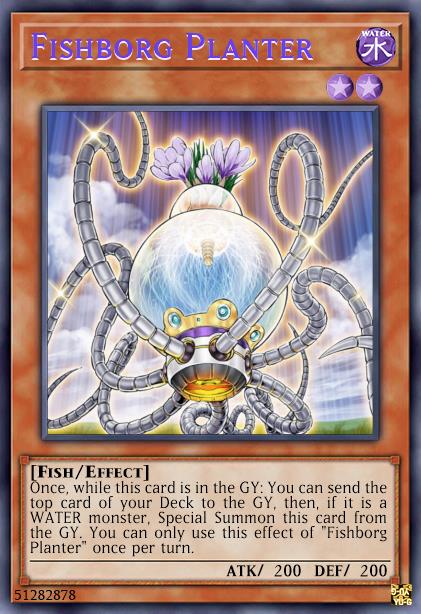 FISHBORG PLANTER
WATER
水
[FISH/EFFECT]
Once, while this card is in the GY: You can send the
top card of your Deck to the GY, then, if it is a
WATER monster, Special Summon this card from
the GY. You can only use this effect of "Fishborg
Planter" once per turn.
ATK/ 200 DEF/ 200
51282878